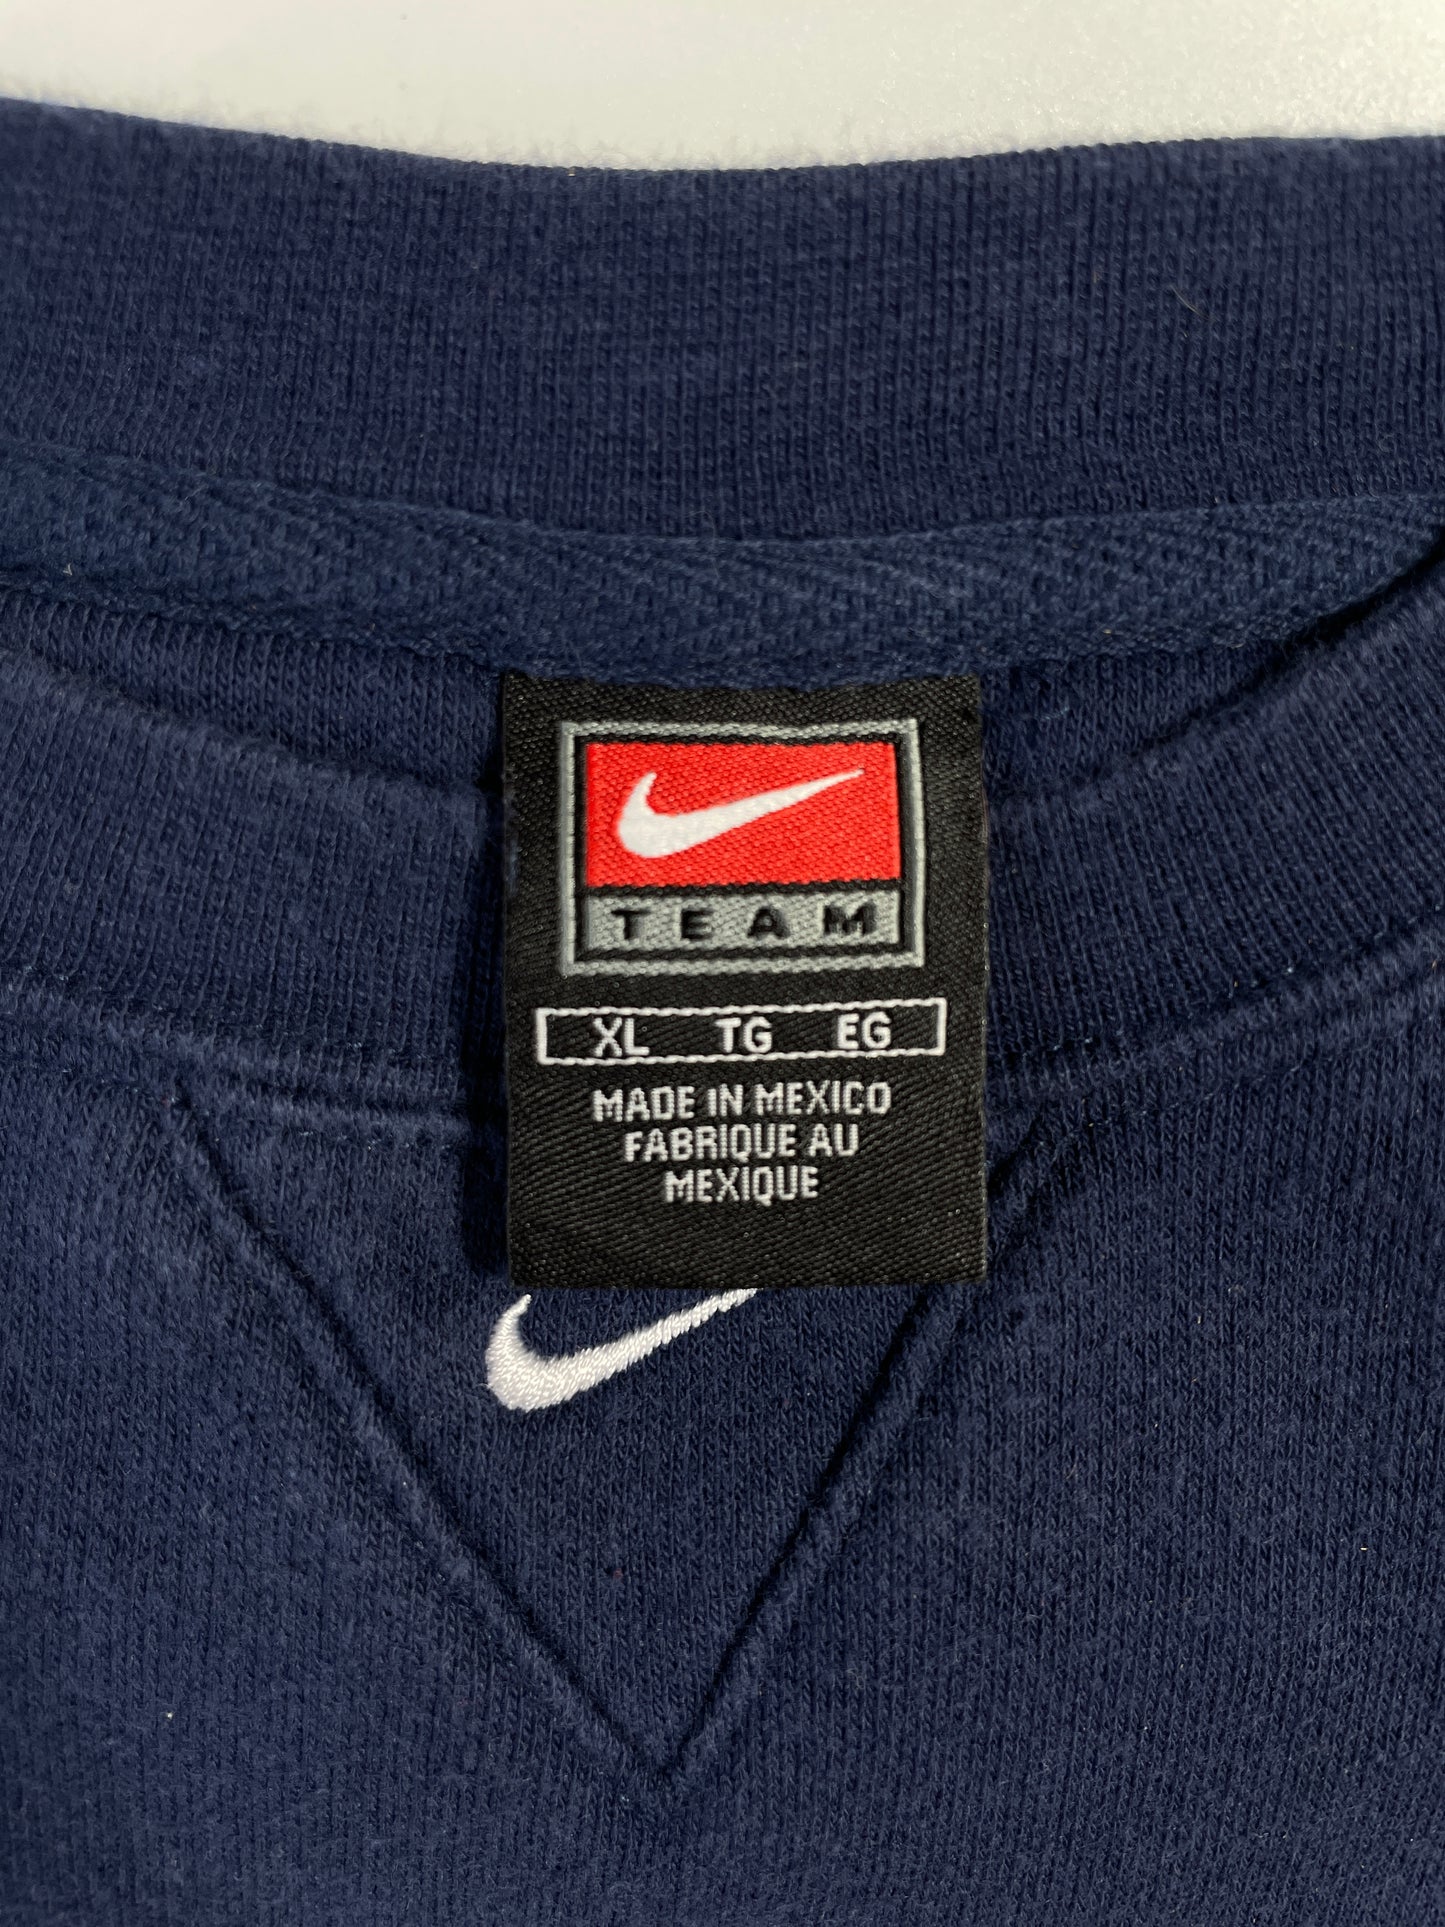 TEAM
XL TG EG
MADE IN MEXICO
FABRIQUE AU
MEXIQUE